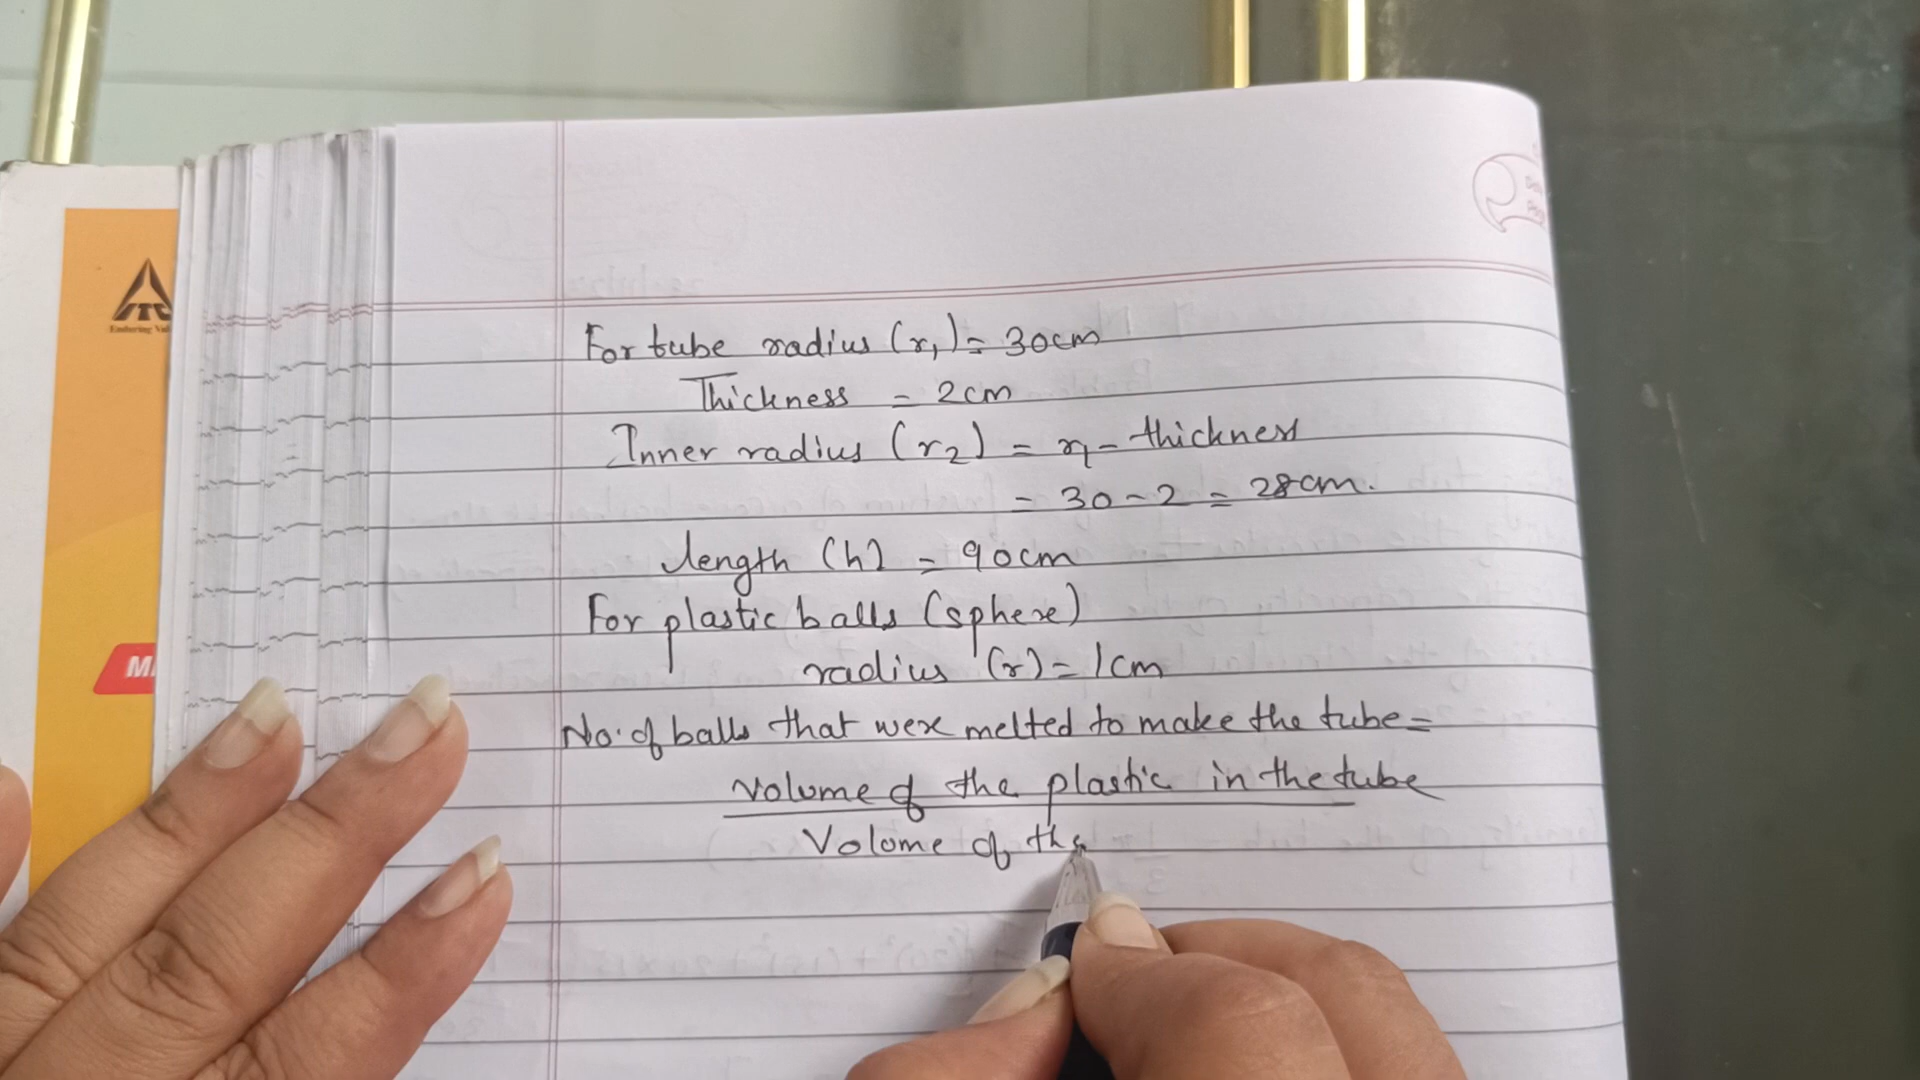 ITC
For tube radius (r₁) = 30cm
Thickness = 2cm
Inner radius (r₂) = r₁ - thickness
= 30 - 2 = 28cm.
length (h) = 90cm
For plastic balls (sphere)
radius (r) = 1cm
No. of balls that were melted to make the tube =
Volume of the plastic in the tube
Volume of the